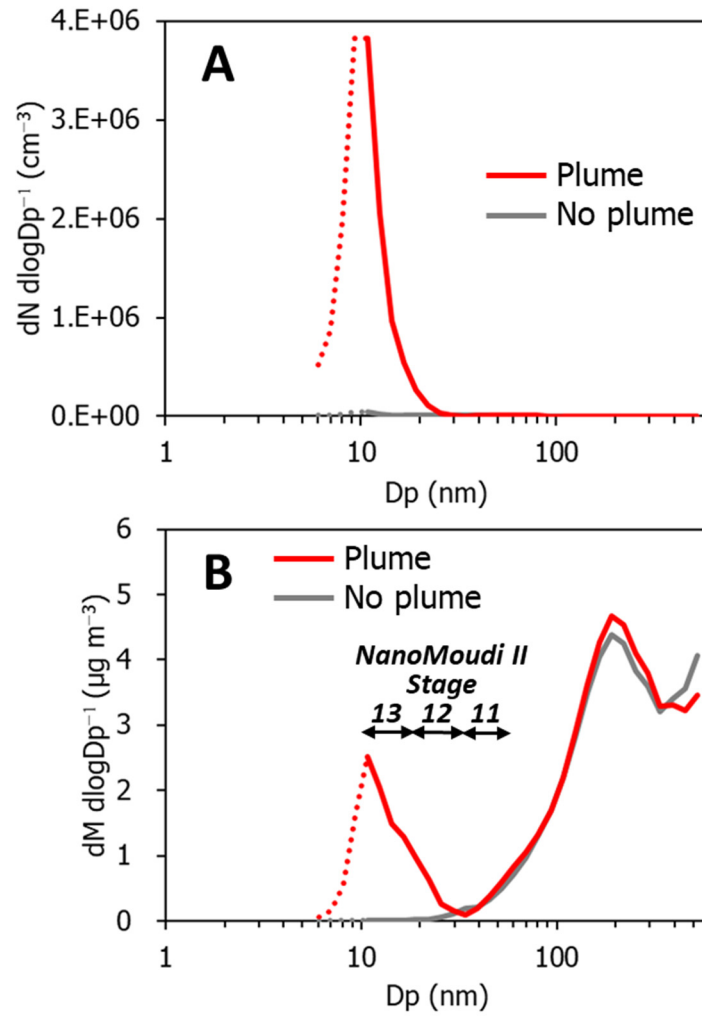 A
4.E+06
3.E+06
2.E+06
1.E+06
0.E+00
dN dlogDp⁻¹ (cm⁻³)
Plume
No plume
1
10
100
Dp (nm)
B
6
5
4
3
2
1
0
dM dlogDp⁻¹ (µg m⁻³)
Plume
No plume
NanoMoudi II
Stage
13 12 11
1
10
100
Dp (nm)